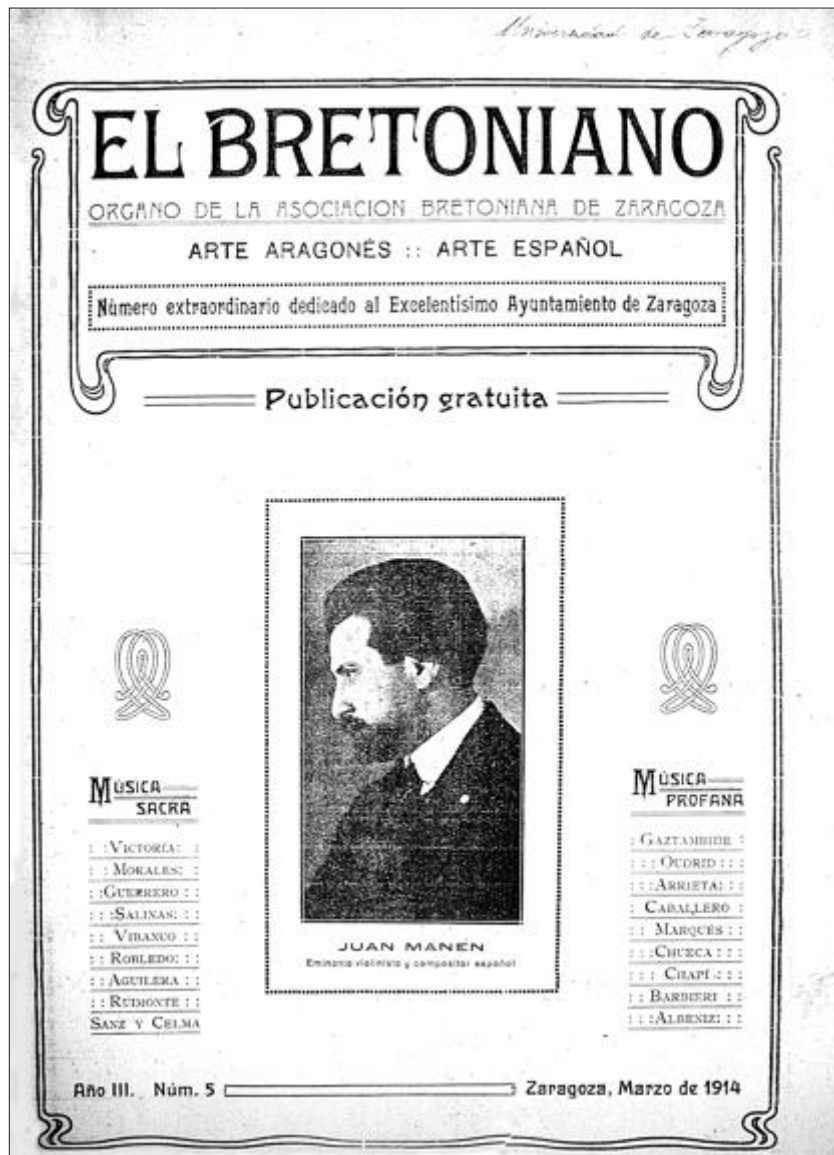 Universidad de Zaragoza
EL BRETONIANO
ORGANO DE LA ASOCIACION BRETONIANA DE ZARAGOZA
ARTE ARAGONÉS :: ARTE ESPAÑOL
Número extraordinario dedicado al Excelentísimo Ayuntamiento de Zaragoza
Publicación gratuita
JUAN MANEN
Eminente violinista y compositor español
MÚSICA
SACRA
: :VICTORIA: :
: : MORALES: :
: :GUERRERO : :
: : :SALINAS: : :
: : VIBANCO : :
: : ROBLEDO: : :
: : AGUILERA : :
: : RUIMONTE : :
SANZ Y CELMA
MÚSICA
PROFANA
: GAZTAMBIDE :
: : : OUDRID : : :
: : :ARRIETA: : :
: CABALLERO :
: : MARQUÉS : :
: : :CHUECA : : :
: : : CHAPÍ : : :
: : BARBIERI : :
: : :ALBENIZ: : :
Año III. Núm. 5
Zaragoza, Marzo de 1914